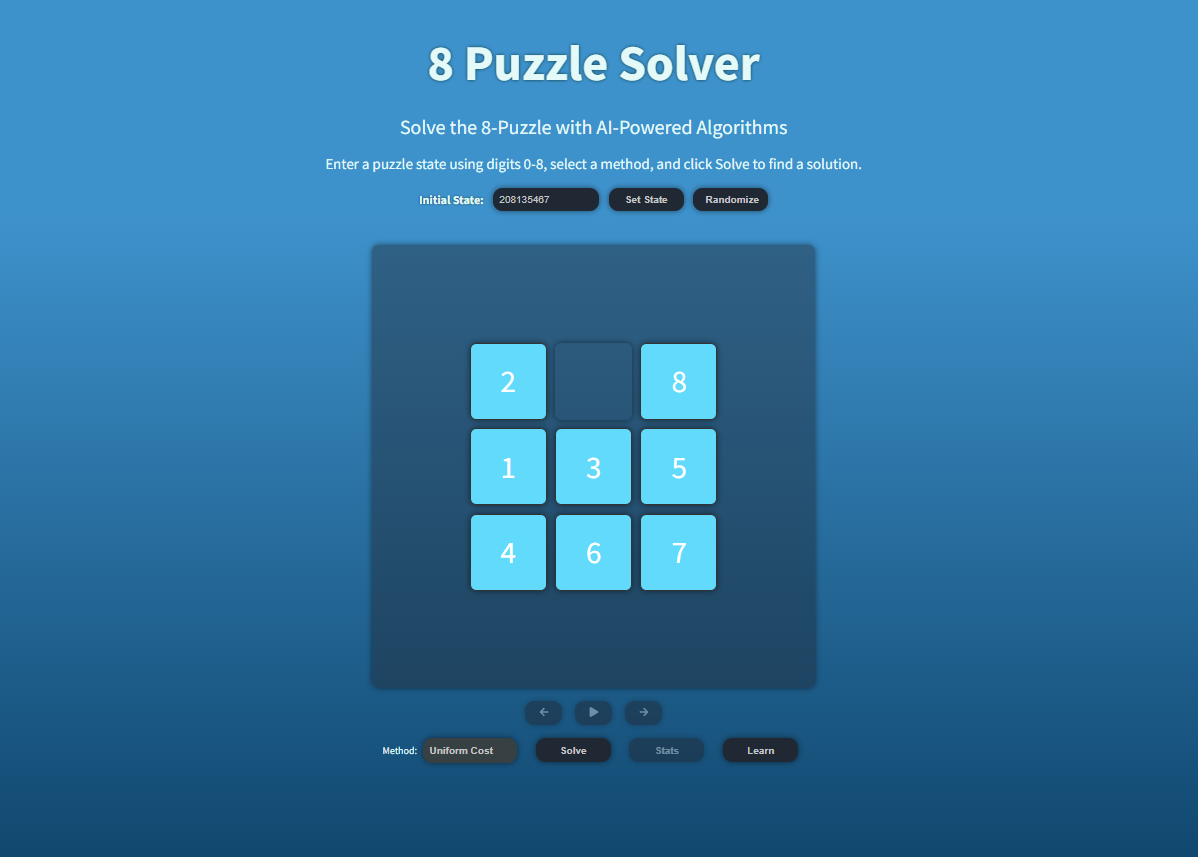 8 Puzzle Solver
Solve the 8-Puzzle with AI-Powered Algorithms
Enter a puzzle state using digits 0-8, select a method, and click Solve to find a solution.
Initial State: 208135467 Set State Randomize
2 8
1 3 5
4 6 7
Method: Uniform Cost Solve Stats Learn